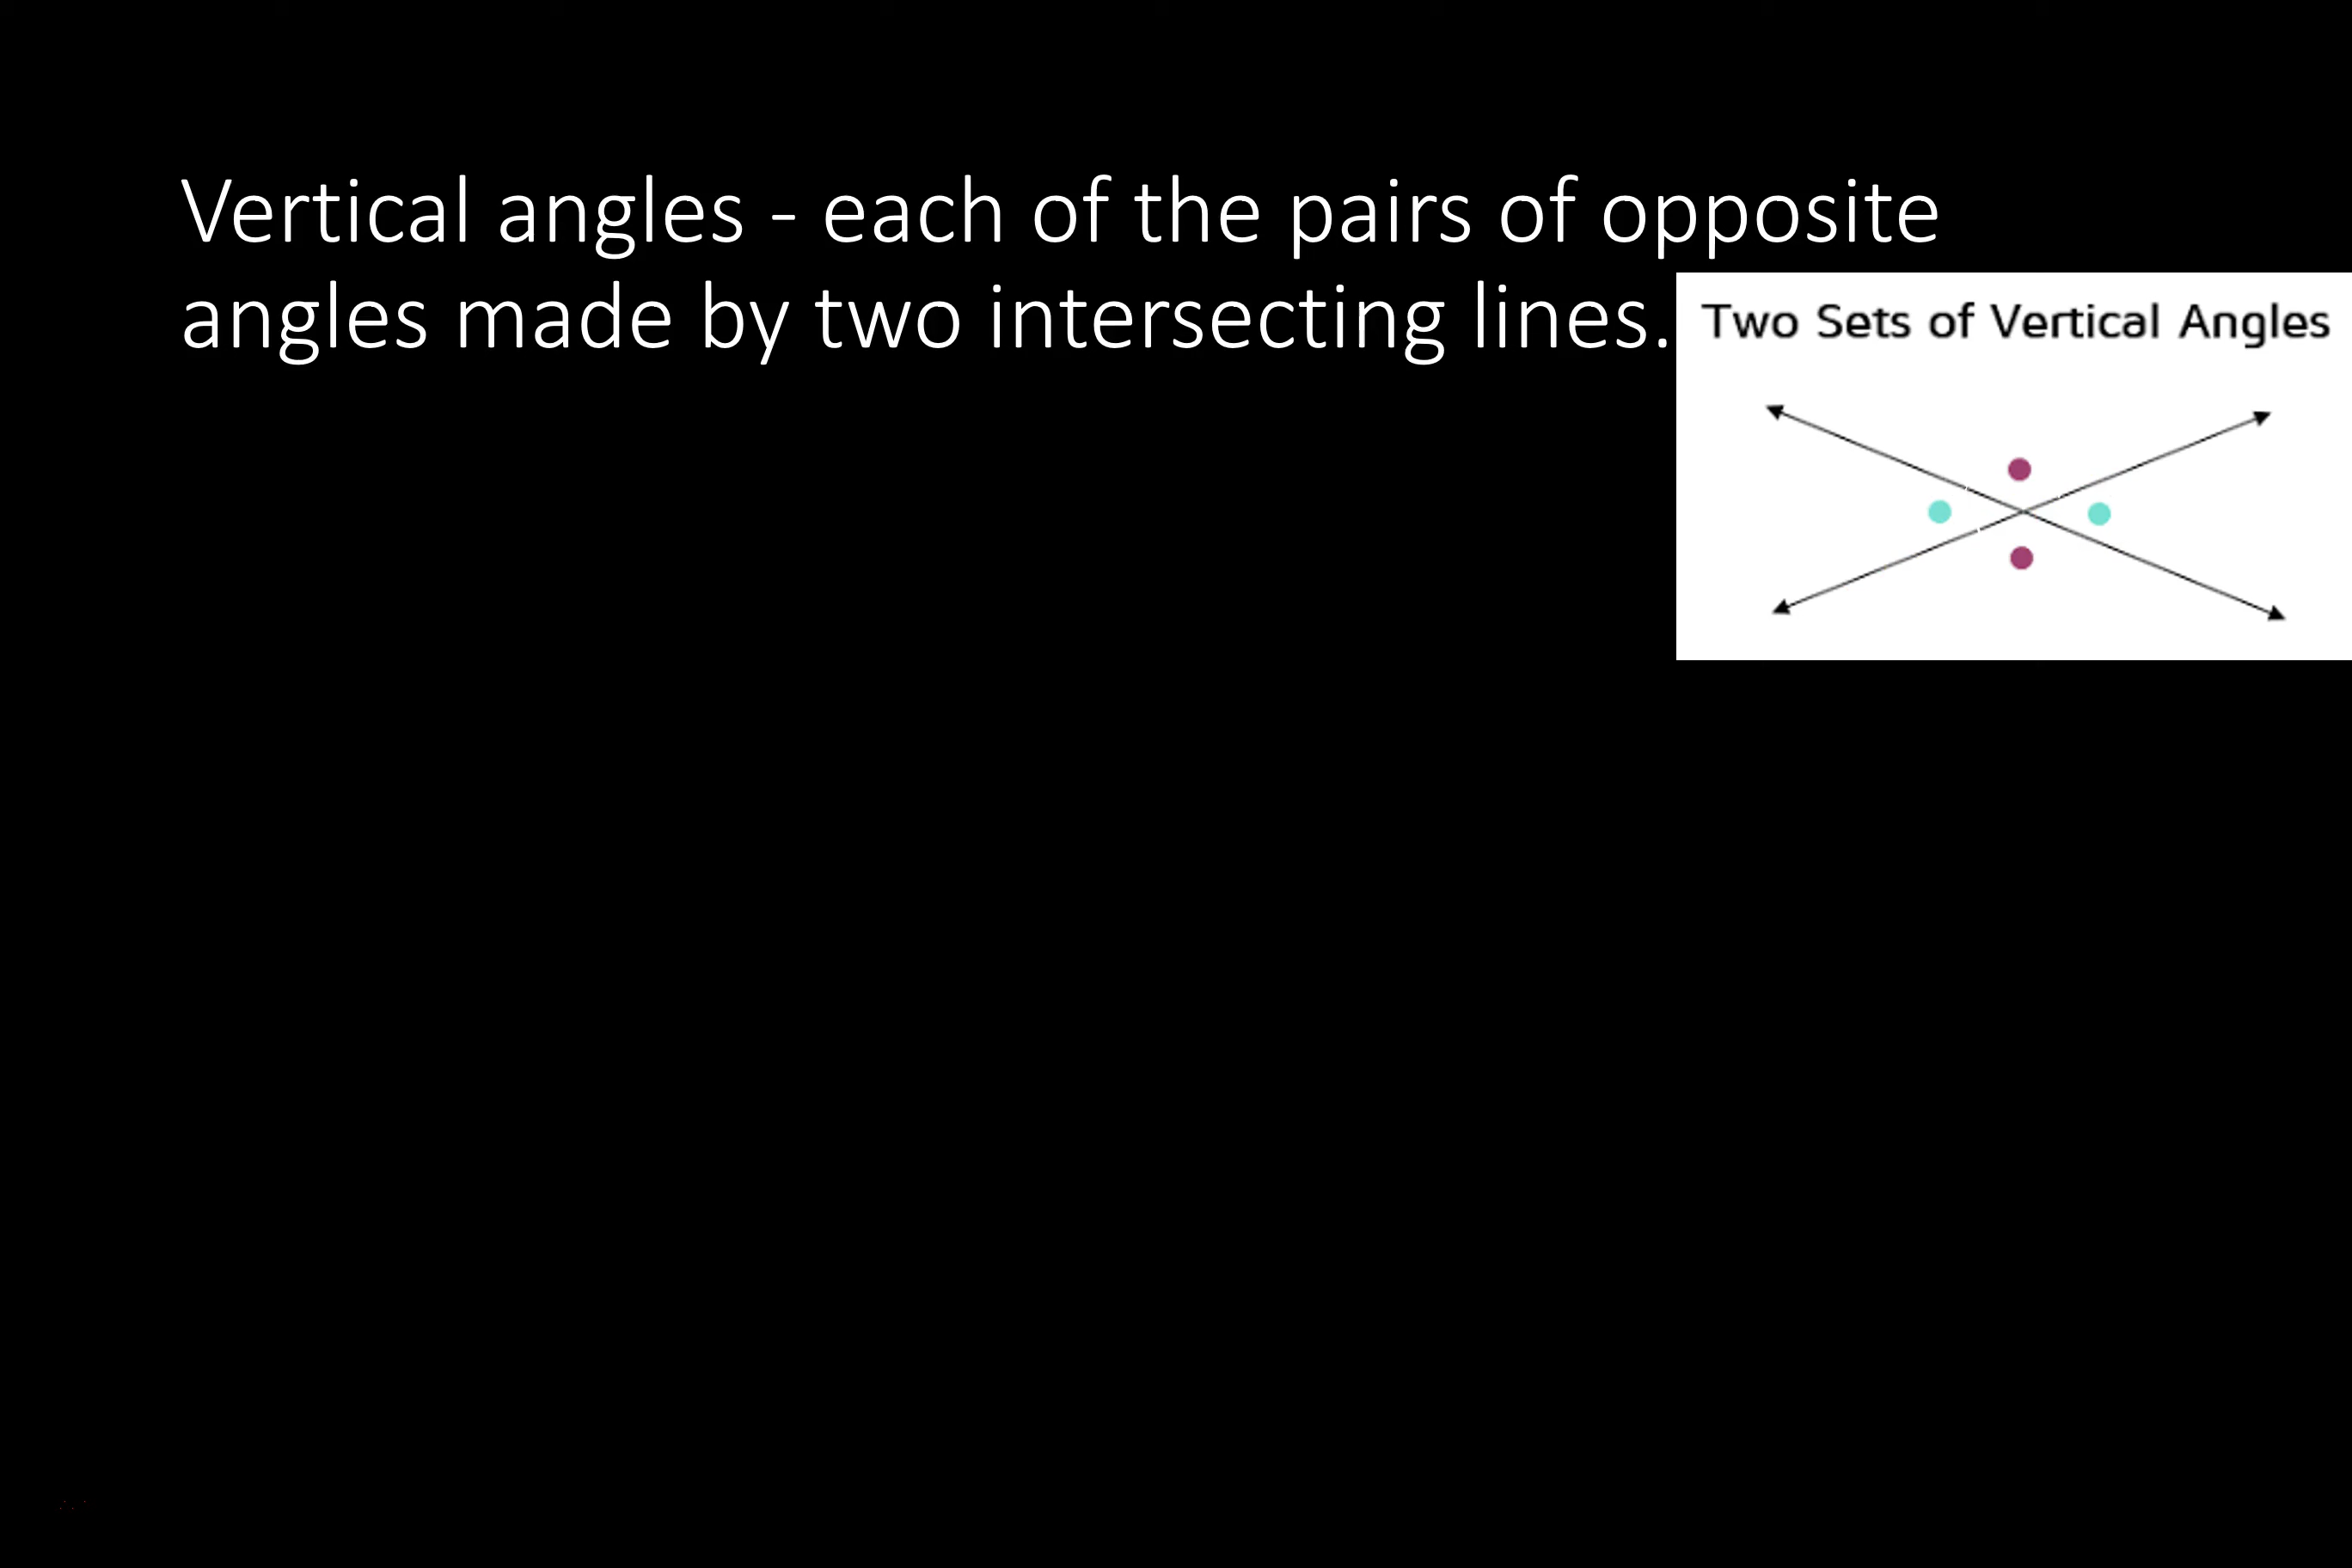 Vertical angles - each of the pairs of opposite
angles made by two intersecting lines.
Two Sets of Vertical Angles